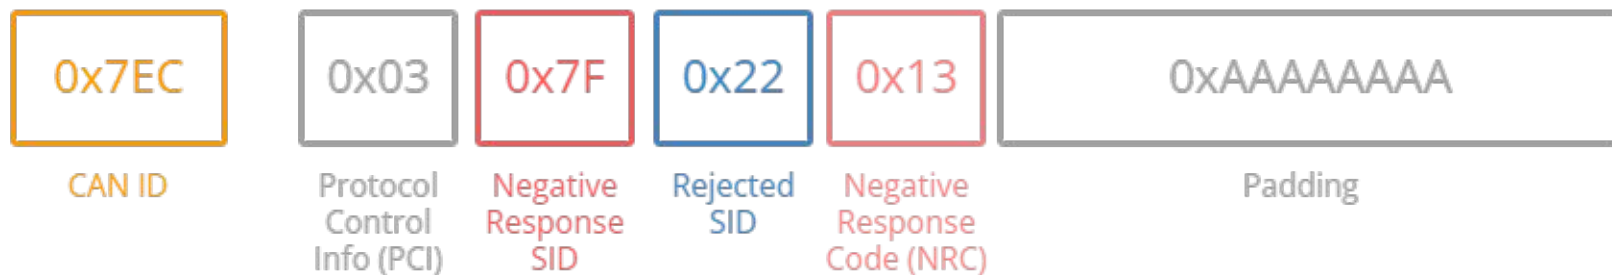 0x7EC 0x03 0x7F 0x22 0x13 0xAAAAAAAA
CAN ID
Protocol
Control
Info (PCI)
Negative
Response
SID
Rejected
SID
Negative
Response
Code (NRC)
Padding